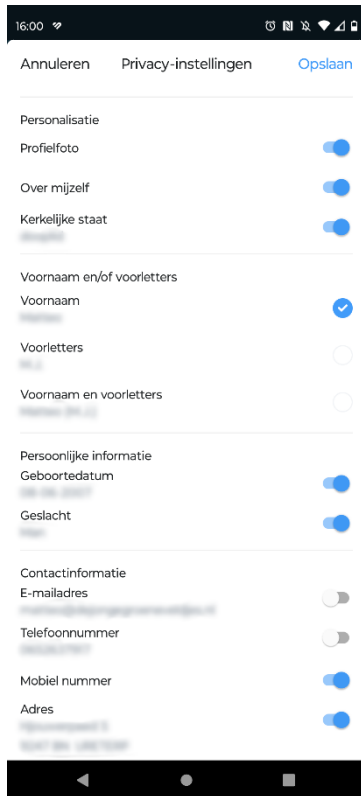 16:00
Annuleren Privacy-instellingen Opslaan
Personalisatie
Profielfoto
Over mijzelf
Kerkelijke staat
Voornaam en/of voorletters
Voornaam
Voorletters
Voornaam en voorletters
Persoonlijke informatie
Geboortedatum
Geslacht
Contactinformatie
E-mailadres
Telefoonnummer
Mobiel nummer
Adres